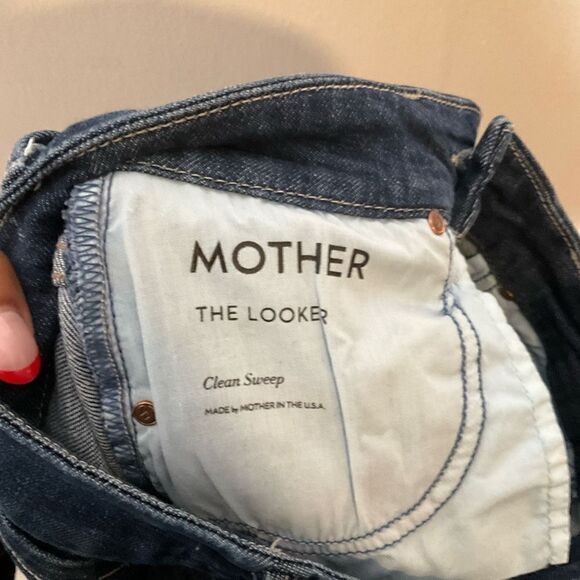 MOTHER
THE LOOKER
Clean Sweep
MADE by MOTHER IN THE U.S.A.